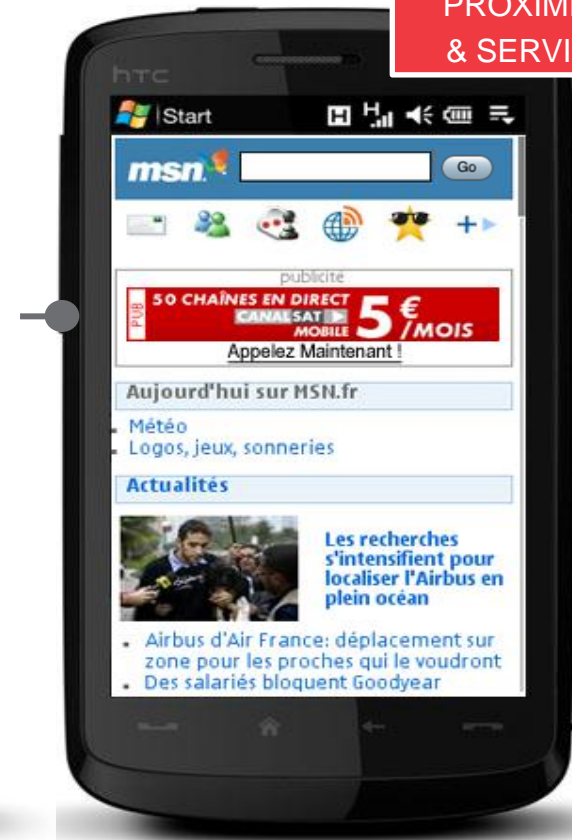 PROXIMI
& SERVI
hTC
Start
H
msn
Go
publicité
PUB
50 CHAÎNES EN DIRECT
CANALSAT
MOBILE
5 €
/MOIS
Appelez Maintenant !
Aujourd'hui sur MSN.fr
Météo
Logos, jeux, sonneries
Actualités
Les recherches
s'intensifient pour
localiser l'Airbus en
plein océan
Airbus d'Air France: déplacement sur
zone pour les proches qui le voudront
Des salariés bloquent Goodyear